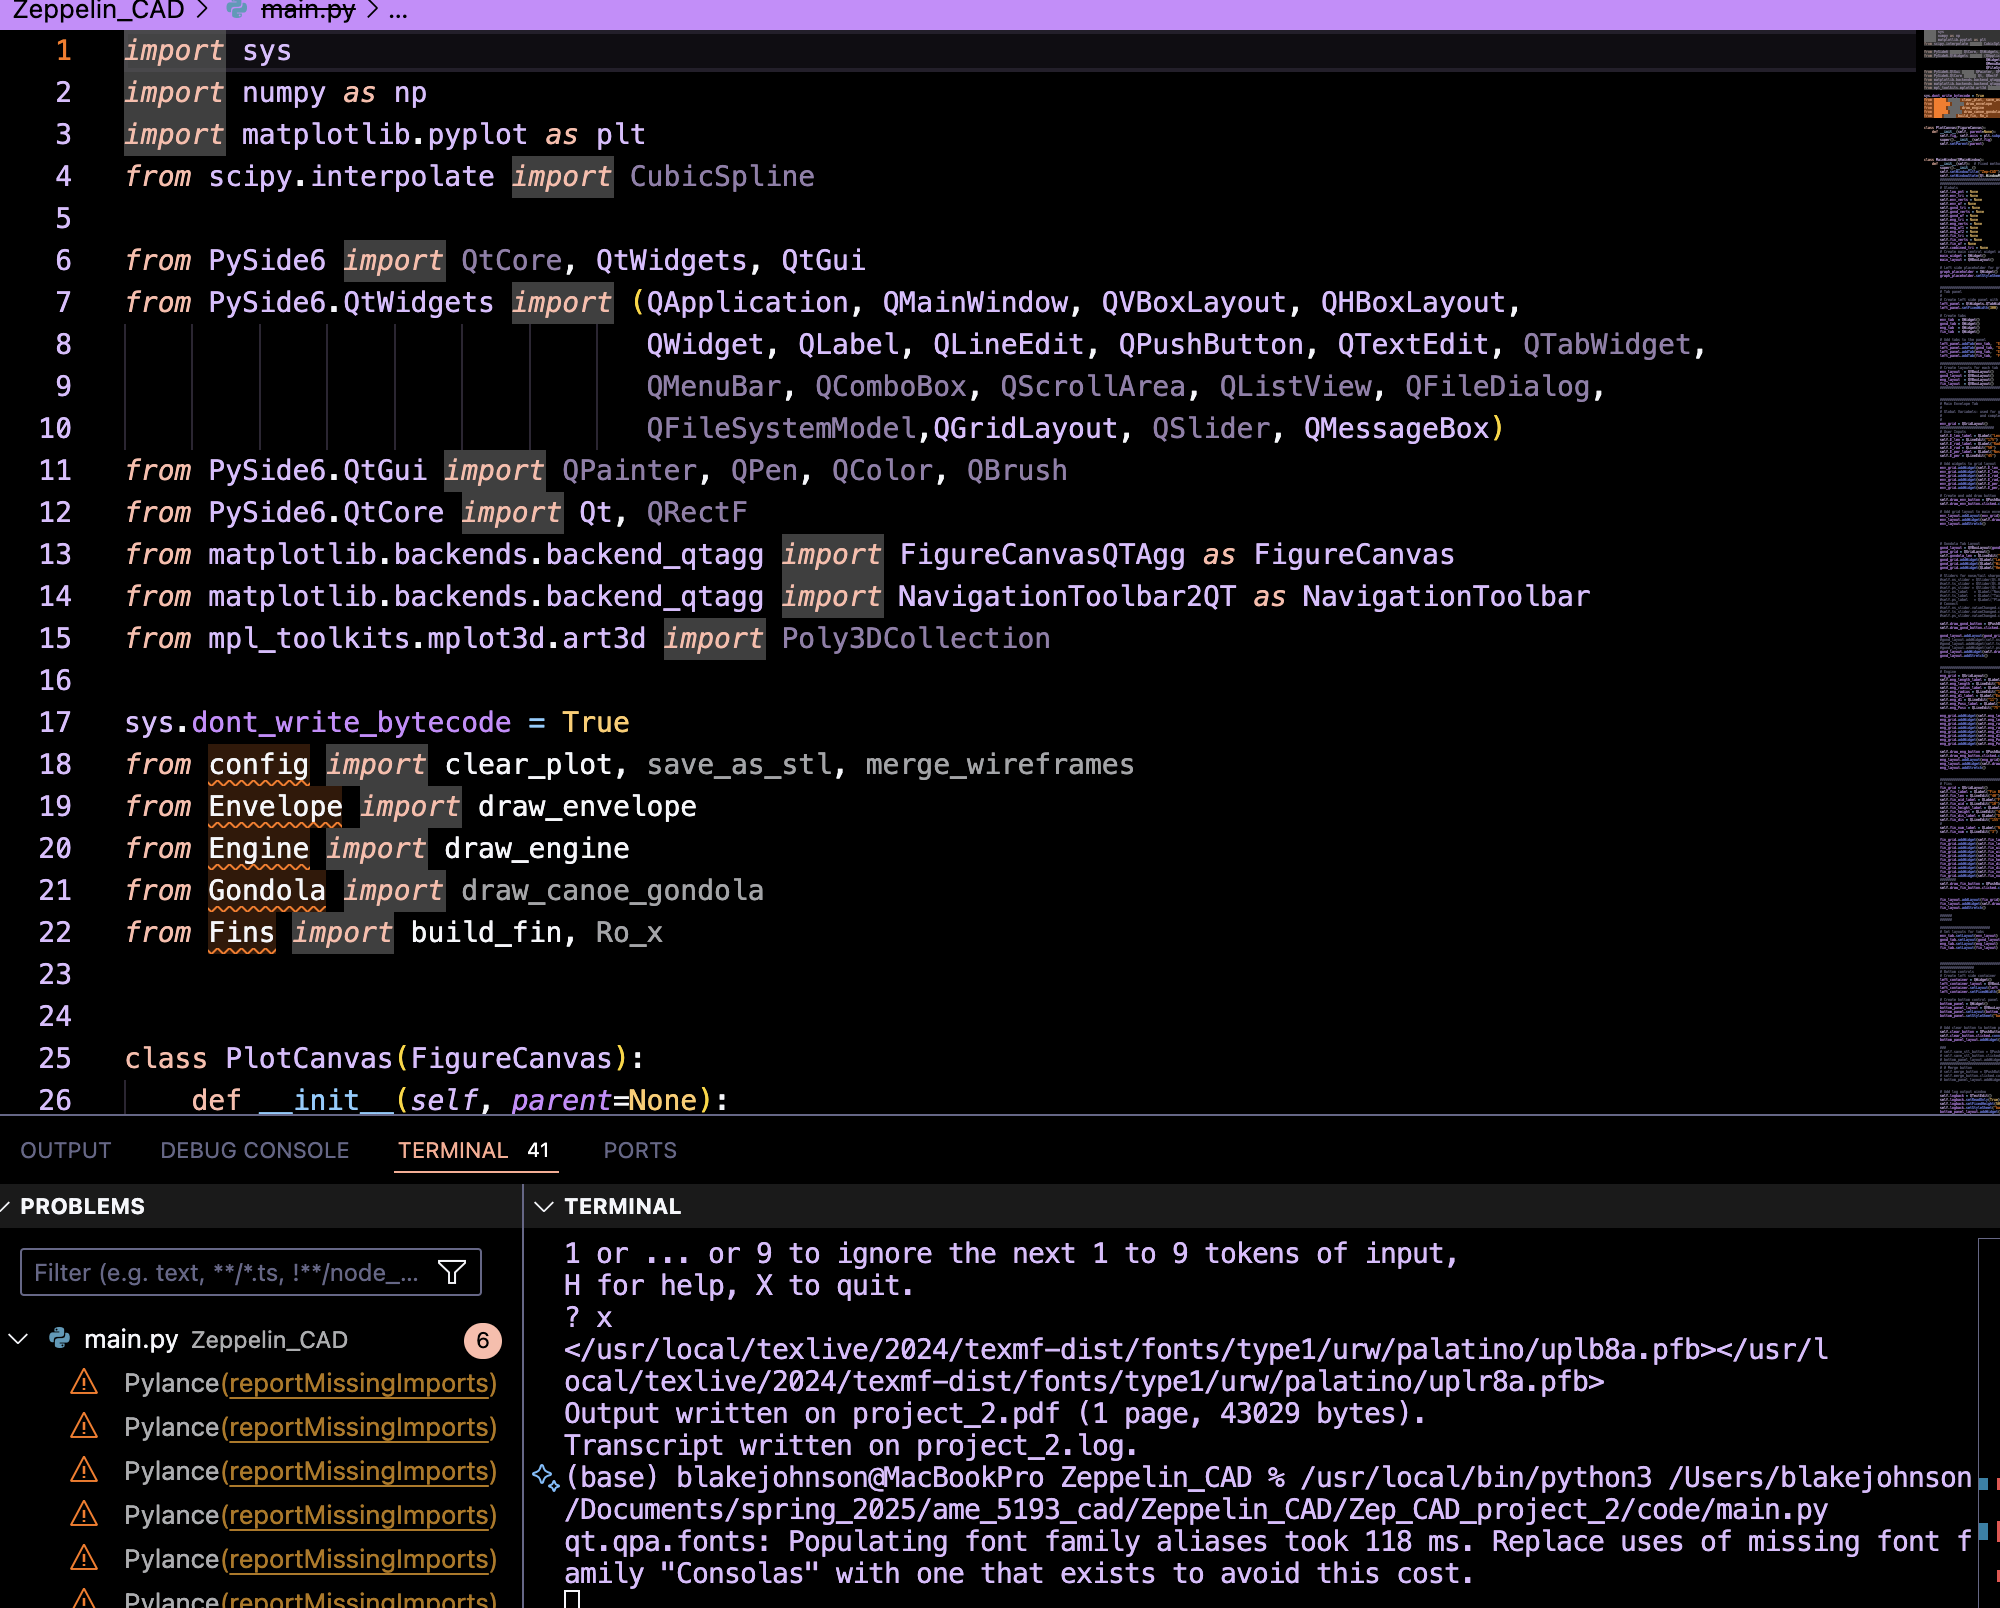 Zeppelin_CAD > main.py > ...
1 import sys
2 import numpy as np
3 import matplotlib.pyplot as plt
4 from scipy.interpolate import CubicSpline
5
6 from PySide6 import QtCore, QtWidgets, QtGui
7 from PySide6.QtWidgets import (QApplication, QMainWindow, QVBoxLayout, QHBoxLayout,
8 QWidget, QLabel, QLineEdit, QPushButton, QTextEdit, QTabWidget,
9 QMenuBar, QComboBox, QScrollArea, QListView, QFileDialog,
10 QFileSystemModel,QGridLayout, QSlider, QMessageBox)
11 from PySide6.QtGui import QPainter, QPen, QColor, QBrush
12 from PySide6.QtCore import Qt, QRectF
13 from matplotlib.backends.backend_qtagg import FigureCanvasQTAgg as FigureCanvas
14 from matplotlib.backends.backend_qtagg import NavigationToolbar2QT as NavigationToolbar
15 from mpl_toolkits.mplot3d.art3d import Poly3DCollection
16
17 sys.dont_write_bytecode = True
18 from config import clear_plot, save_as_stl, merge_wireframes
19 from Envelope import draw_envelope
20 from Engine import draw_engine
21 from Gondola import draw_canoe_gondola
22 from Fins import build_fin, Ro_x
23
24
25 class PlotCanvas(FigureCanvas):
26 def __init__(self, parent=None):
OUTPUT DEBUG CONSOLE TERMINAL 41 PORTS
PROBLEMS
Filter (e.g. text, **/*.ts, !**/node_...
main.py Zeppelin_CAD 6
Pylance(reportMissingImports)
Pylance(reportMissingImports)
Pylance(reportMissingImports)
Pylance(reportMissingImports)
Pylance(reportMissingImports)
Pylance(reportMissingImports)
TERMINAL
1 or ... or 9 to ignore the next 1 to 9 tokens of input,
H for help, X to quit.
? x
</usr/local/texlive/2024/texmf-dist/fonts/type1/urw/palatino/uplb8a.pfb></usr/l
ocal/texlive/2024/texmf-dist/fonts/type1/urw/palatino/uplr8a.pfb>
Output written on project_2.pdf (1 page, 43029 bytes).
Transcript written on project_2.log.
(base) blakejohnson@MacBookPro Zeppelin_CAD % /usr/local/bin/python3 /Users/blakejohnson
/Documents/spring_2025/ame_5193_cad/Zeppelin_CAD/Zep_CAD_project_2/code/main.py
qt.qpa.fonts: Populating font family aliases took 118 ms. Replace uses of missing font f
amily "Consolas" with one that exists to avoid this cost.